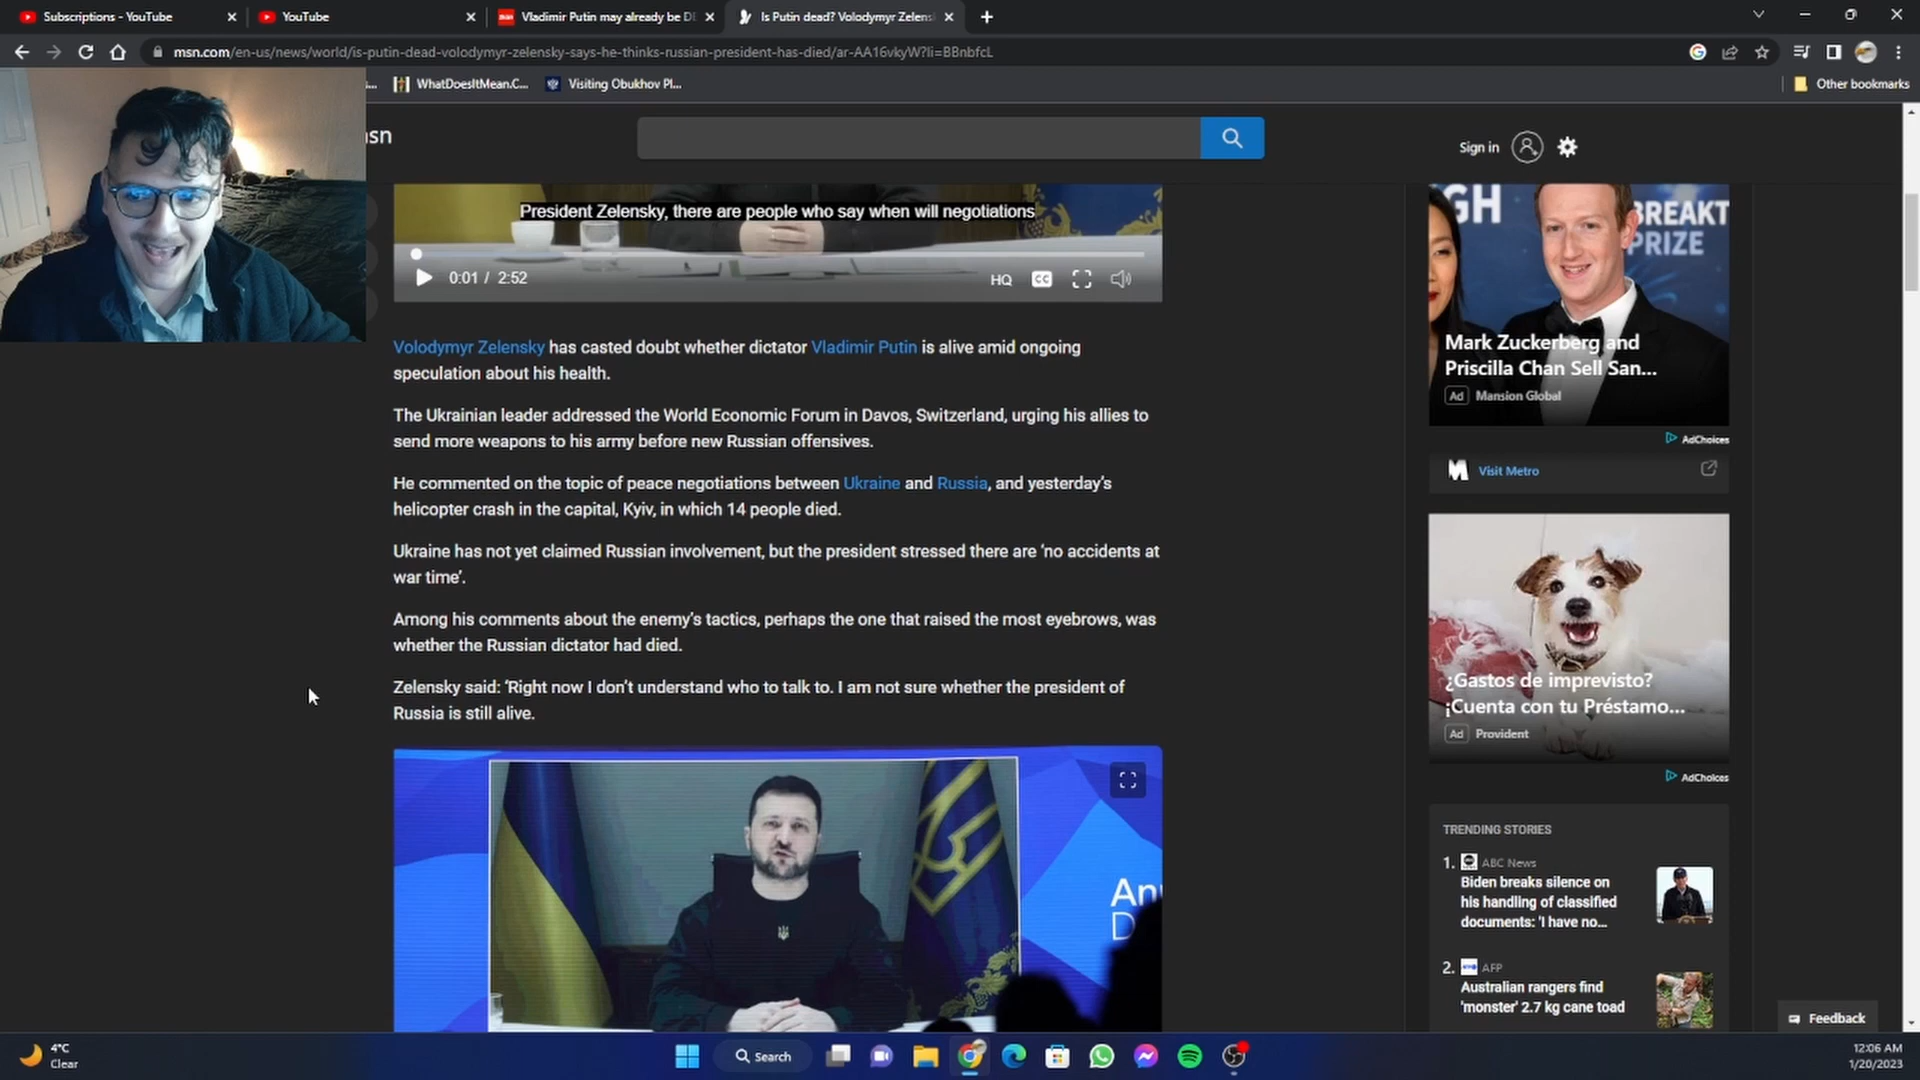 Subscriptions - YouTube
YouTube
Vladimir Putin may already be DE
Is Putin dead? Volodymyr Zelens
msn.com/en-us/news/world/is-putin-dead-volodymyr-zelensky-says-he-thinks-russian-president-has-died/ar-AA16vkyW?li=BBnbfcL
WhatDoesItMean.C...
Visiting Obukhov Pl...
Other bookmarks
msn
Sign in
President Zelensky, there are people who say when will negotiations
0:01 / 2:52
HQ
CC
Volodymyr Zelensky has casted doubt whether dictator Vladimir Putin is alive amid ongoing
speculation about his health.
The Ukrainian leader addressed the World Economic Forum in Davos, Switzerland, urging his allies to
send more weapons to his army before new Russian offensives.
He commented on the topic of peace negotiations between Ukraine and Russia, and yesterday's
helicopter crash in the capital, Kyiv, in which 14 people died.
Ukraine has not yet claimed Russian involvement, but the president stressed there are 'no accidents at
war time'.
Among his comments about the enemy's tactics, perhaps the one that raised the most eyebrows, was
whether the Russian dictator had died.
Zelensky said: 'Right now I don't understand who to talk to. I am not sure whether the president of
Russia is still alive.
An
D
GH
BREAKT
PRIZE
Mark Zuckerberg and
Priscilla Chan Sell San...
Ad Mansion Global
AdChoices
Visit Metro
¿Gastos de imprevisto?
¡Cuenta con tu Préstamo...
Ad Provident
AdChoices
TRENDING STORIES
1. ABC News
Biden breaks silence on
his handling of classified
documents: 'I have no...
2. AFP
Australian rangers find
'monster' 2.7 kg cane toad
Feedback
4°C
Clear
Search
12:06 AM
1/20/2023